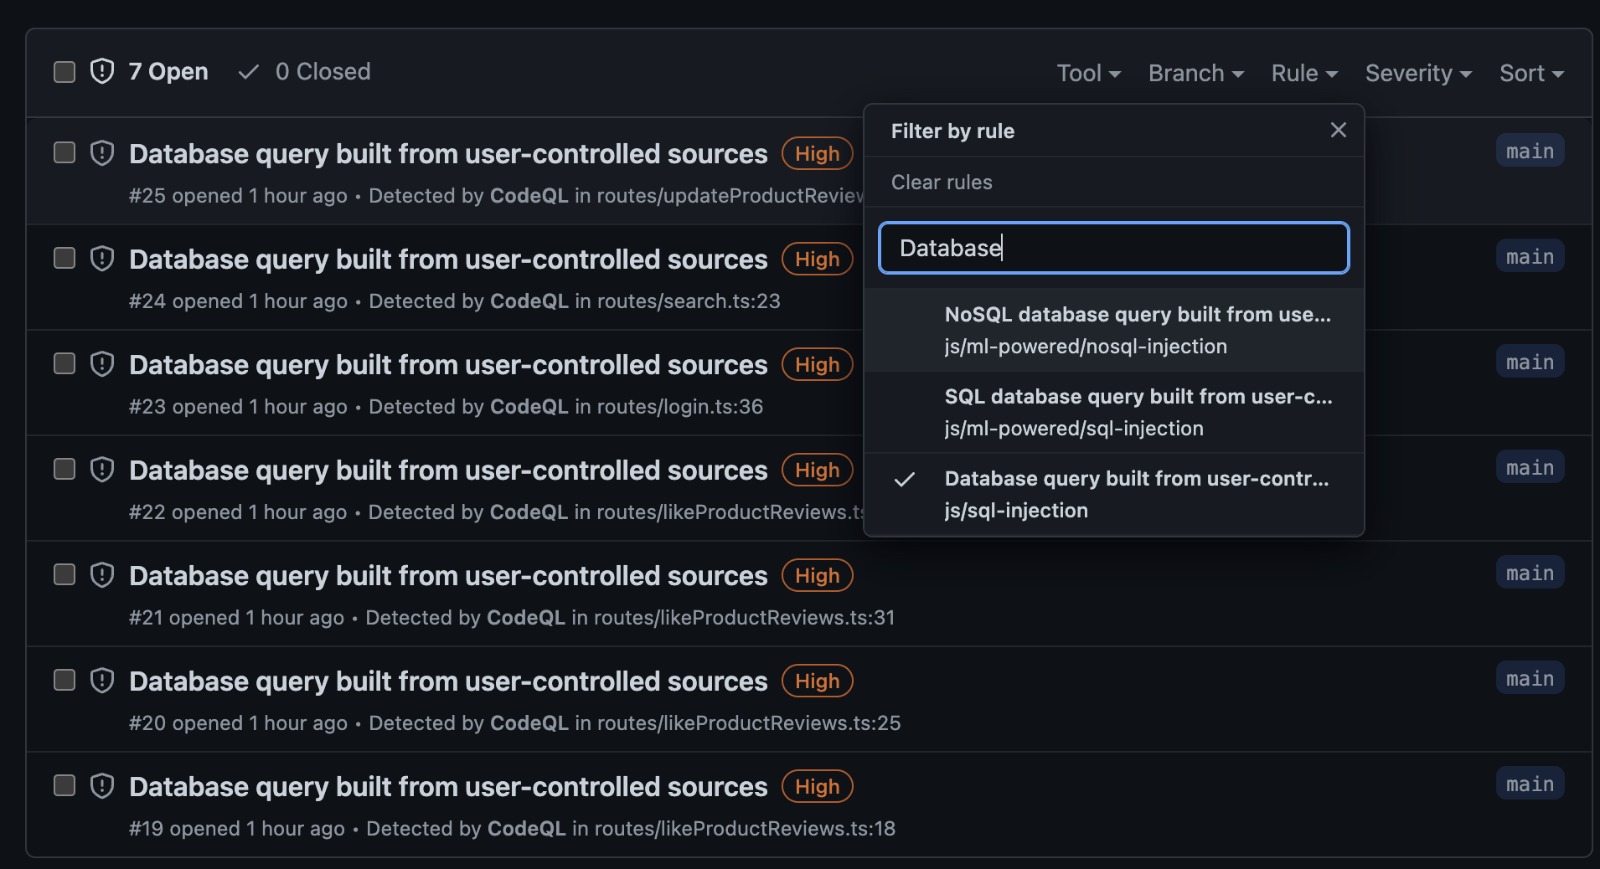 7 Open 0 Closed Tool Branch Rule Severity Sort
Filter by rule
Clear rules
Database
NoSQL database query built from use...
js/ml-powered/nosql-injection
SQL database query built from user-c...
js/ml-powered/sql-injection
Database query built from user-contr...
js/sql-injection
Database query built from user-controlled sources High main
#25 opened 1 hour ago • Detected by CodeQL in routes/updateProductReview
Database query built from user-controlled sources High main
#24 opened 1 hour ago • Detected by CodeQL in routes/search.ts:23
Database query built from user-controlled sources High main
#23 opened 1 hour ago • Detected by CodeQL in routes/login.ts:36
Database query built from user-controlled sources High main
#22 opened 1 hour ago • Detected by CodeQL in routes/likeProductReviews.ts
Database query built from user-controlled sources High main
#21 opened 1 hour ago • Detected by CodeQL in routes/likeProductReviews.ts:31
Database query built from user-controlled sources High main
#20 opened 1 hour ago • Detected by CodeQL in routes/likeProductReviews.ts:25
Database query built from user-controlled sources High main
#19 opened 1 hour ago • Detected by CodeQL in routes/likeProductReviews.ts:18